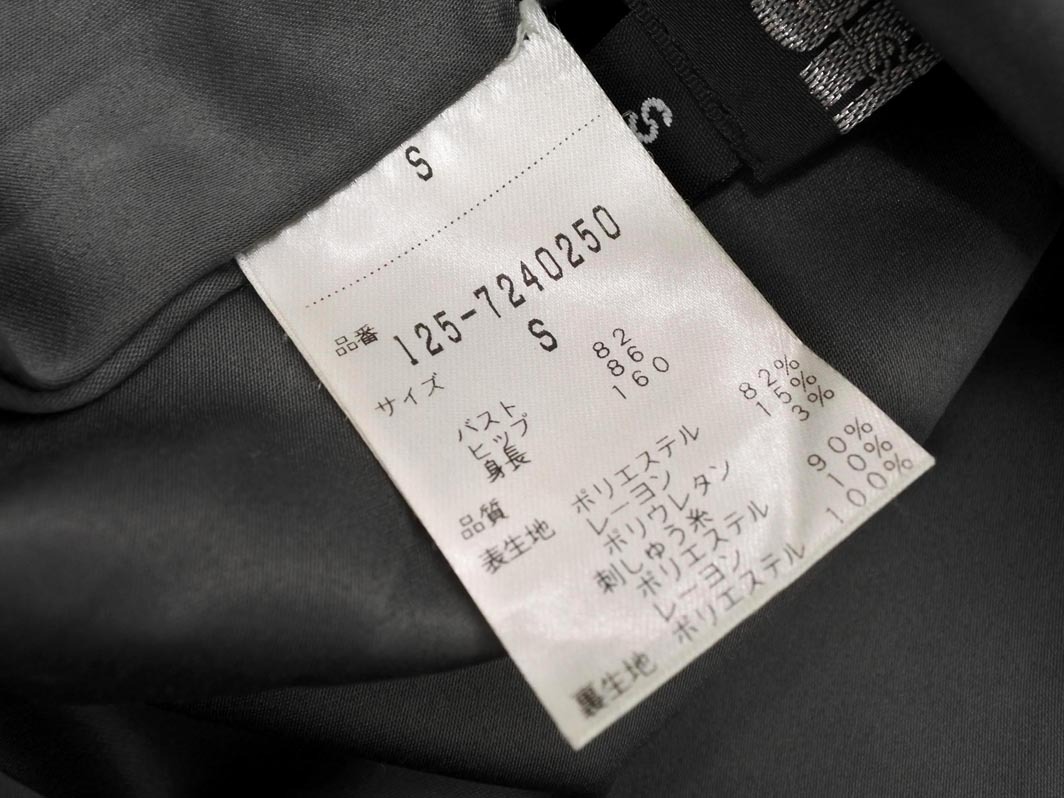 S
品番 125-7240250
サイズ S
バスト 82
ヒップ 86
身長 160
品質
表生地 ポリエステル 82%
レーヨン 15%
ポリウレタン 3%
刺しゅう糸
ポリエステル 90%
レーヨン 10%
裏生地 ポリエステル 100%
S